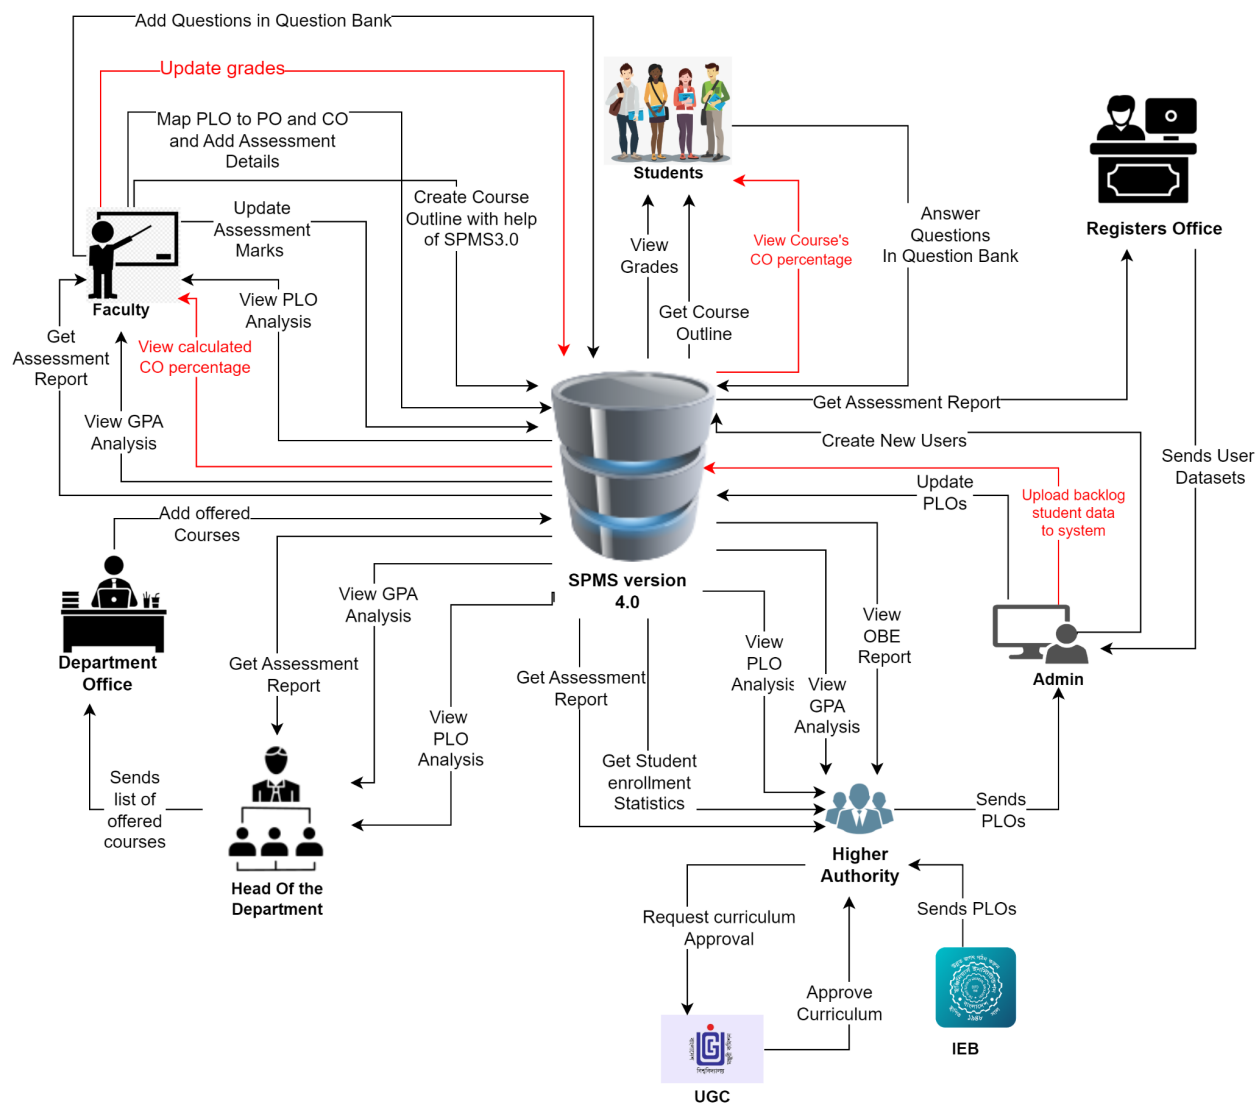 Add Questions in Question Bank
Update grades
Map PLO to PO and CO
and Add Assessment
Details
Update
Assessment
Marks
Create Course
Outline with help
of SPMS3.0
Students
View
Grades
Get Course
Outline
View Course's
CO percentage
Answer
Questions
In Question Bank
Registers Office
Faculty
View PLO
Analysis
Get
Assessment
Report
View calculated
CO percentage
View GPA
Analysis
Get Assessment Report
Create New Users
Sends User
Datasets
Update
PLOs
Upload backlog
student data
to system
Add offered
Courses
SPMS version
4.0
Department
Office
View GPA
Analysis
Get Assessment
Report
View
PLO
Analysis
Get Assessment
Report
View
PLO
Analysis
View
GPA
Analysis
View
OBE
Report
Admin
Get Student
enrollment
Statistics
Sends
list of
offered
courses
Sends
PLOs
Head Of the
Department
Higher
Authority
Request curriculum
Approval
Sends PLOs
Approve
Curriculum
IEB
UGC